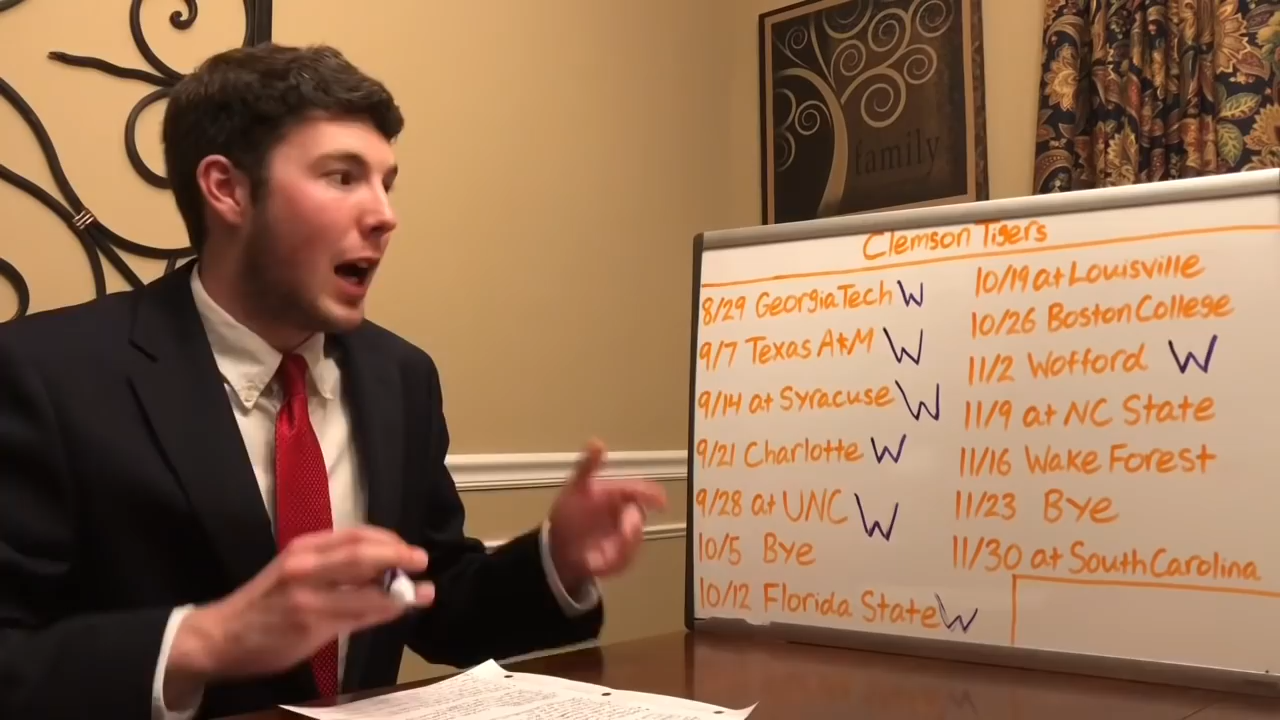 family
Clemson Tigers
8/29 Georgia Tech W
9/7 Texas A&M W
9/14 at Syracuse W
9/21 Charlotte W
9/28 at UNC W
10/5 Bye
10/12 Florida State W
10/19 at Louisville
10/26 Boston College
11/2 Wofford W
11/9 at NC State
11/16 Wake Forest
11/23 Bye
11/30 at South Carolina